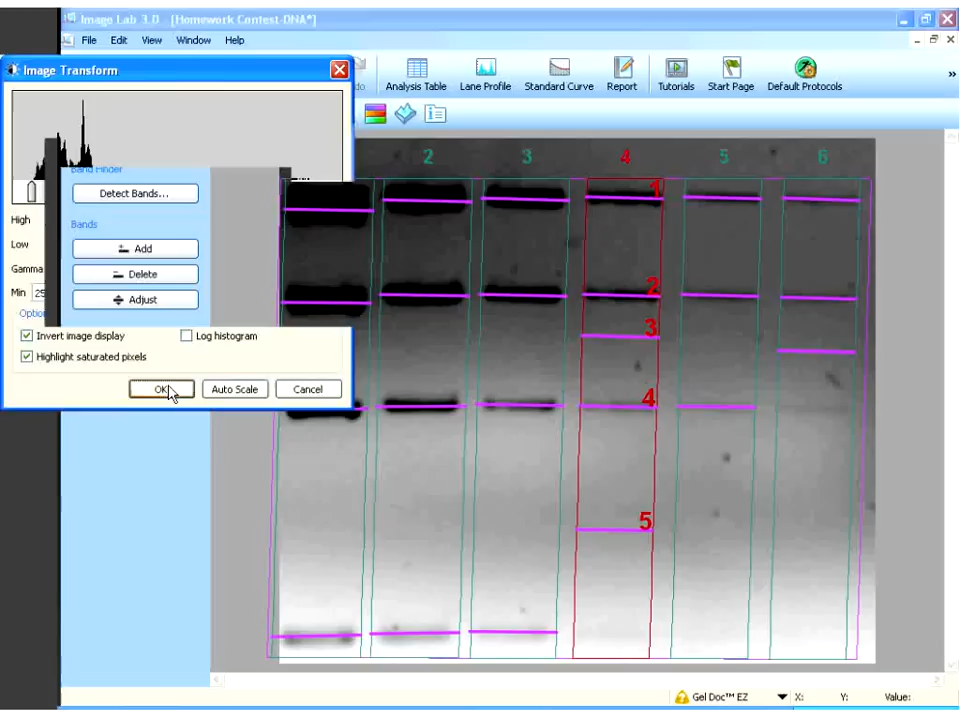 Image Lab 3.0 - [Homework Contest-DNA*]
File Edit View Window Help
Image Transform
Analysis Table Lane Profile Standard Curve Report Tutorials Start Page Default Protocols
2 3 4 5 6
Detect Bands...
1
High
Bands
Low
Add
Gamma
Delete
2
Min
Adjust
3
Invert image display Log histogram
Highlight saturated pixels
OK Auto Scale Cancel
4
5
Gel Doc™ EZ X: Y: Value: